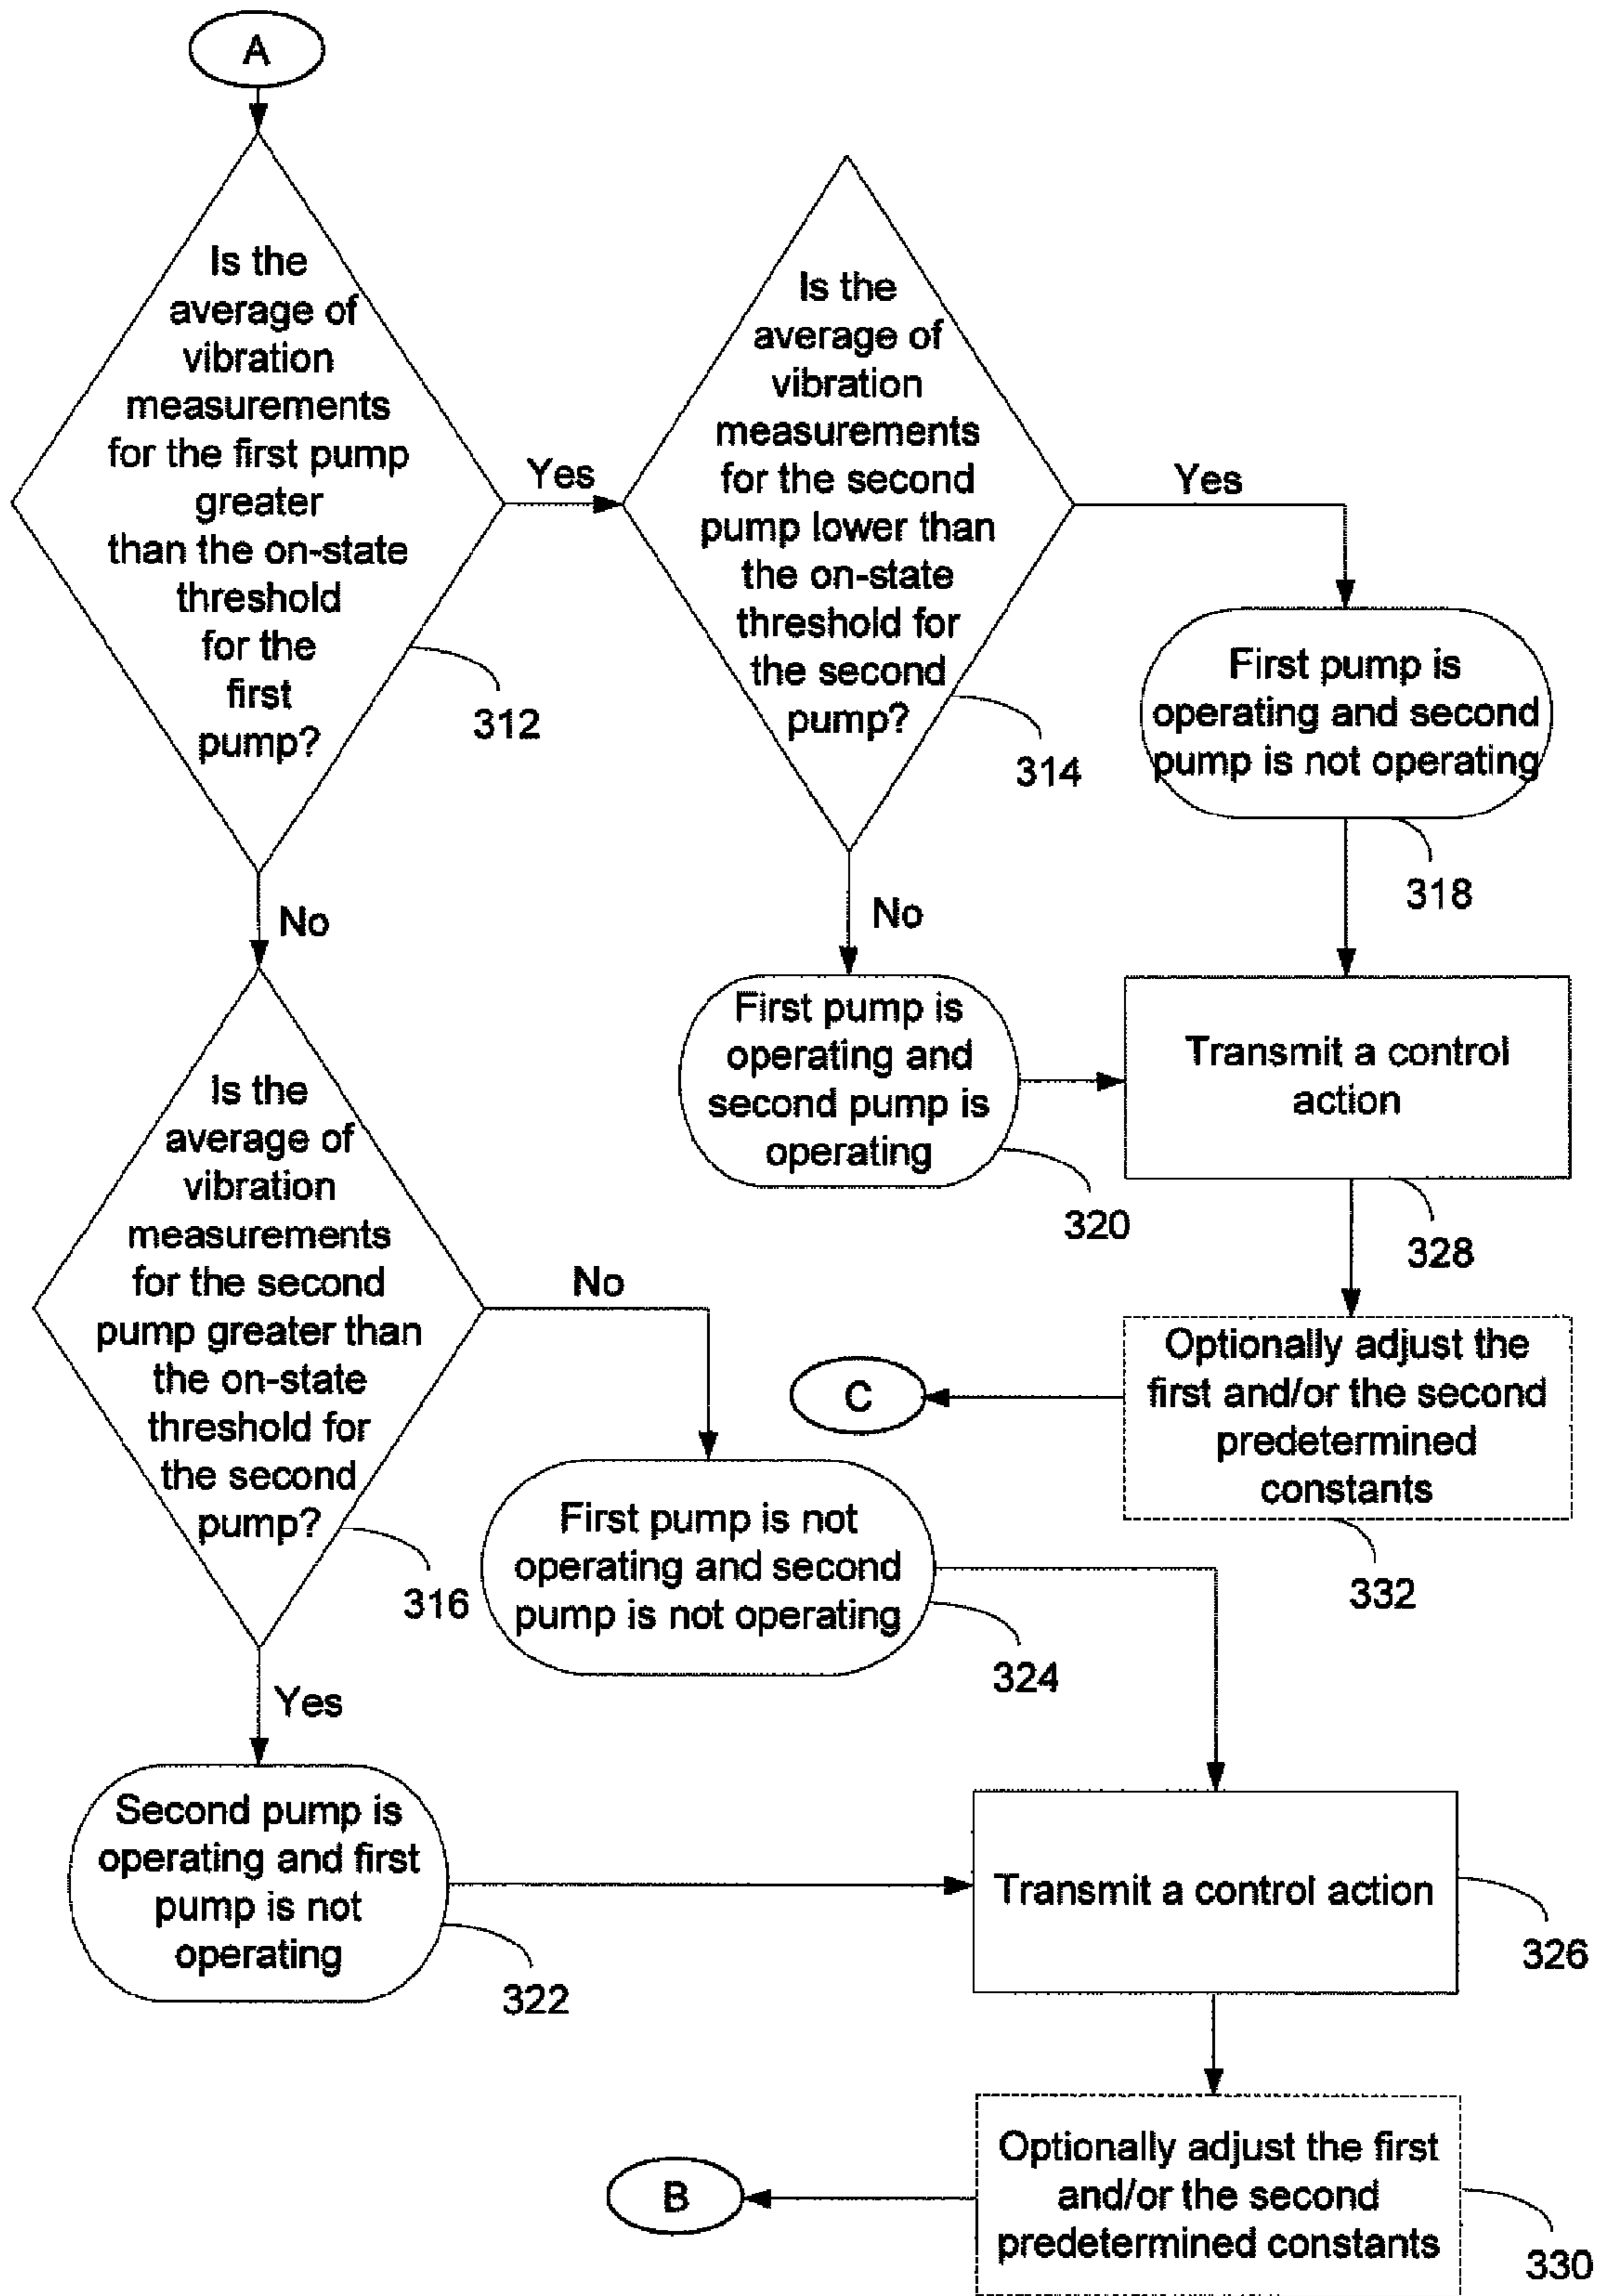 A
Is the
average of
vibration
measurements
for the first pump
greater
than the on-state
threshold
for the
first
pump?
312
Yes
Is the
average of
vibration
measurements
for the second
pump lower than
the on-state
threshold for
the second
pump?
314
Yes
First pump is
operating and second
pump is not operating
318
No
No
First pump is
operating and
second pump is
operating
320
Transmit a control
action
328
Is the
average of
vibration
measurements
for the second
pump greater than
the on-state
threshold for
the second
pump?
316
No
C
Optionally adjust the
first and/or the second
predetermined
constants
332
First pump is not
operating and second
pump is not operating
324
Yes
Second pump is
operating and first
pump is not
operating
322
Transmit a control action
326
B
Optionally adjust the first
and/or the second
predetermined constants
330